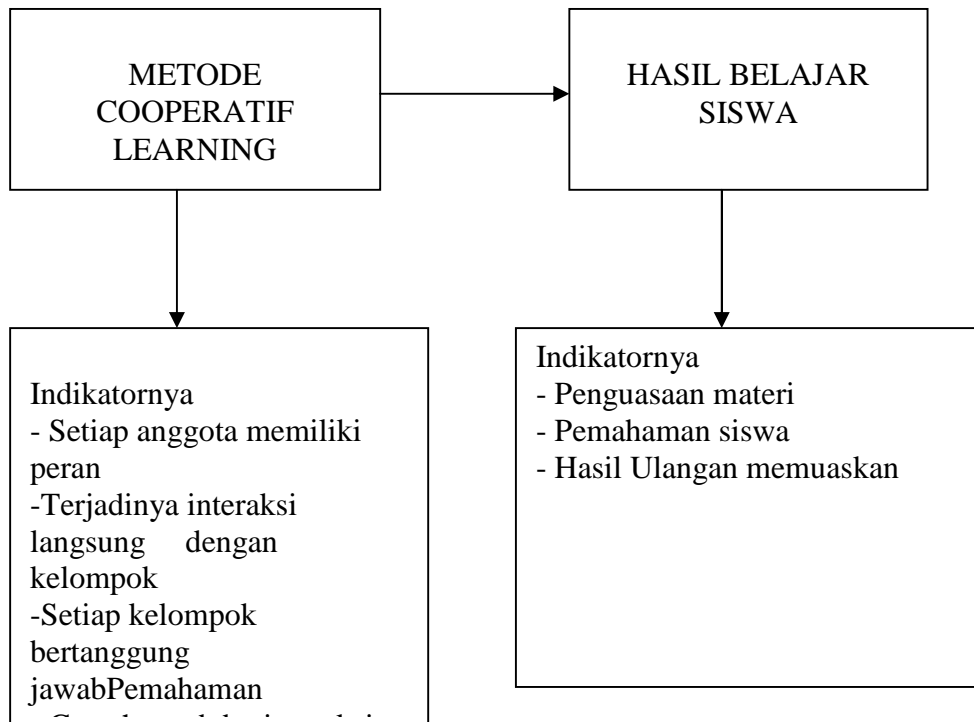 METODE
COOPERATIF
LEARNING
HASIL BELAJAR
SISWA
Indikatornya
- Setiap anggota memiliki
peran
-Terjadinya interaksi
langsung dengan
kelompok
-Setiap kelompok
bertanggung
jawabPemahaman
Indikatornya
- Penguasaan materi
- Pemahaman siswa
- Hasil Ulangan memuaskan